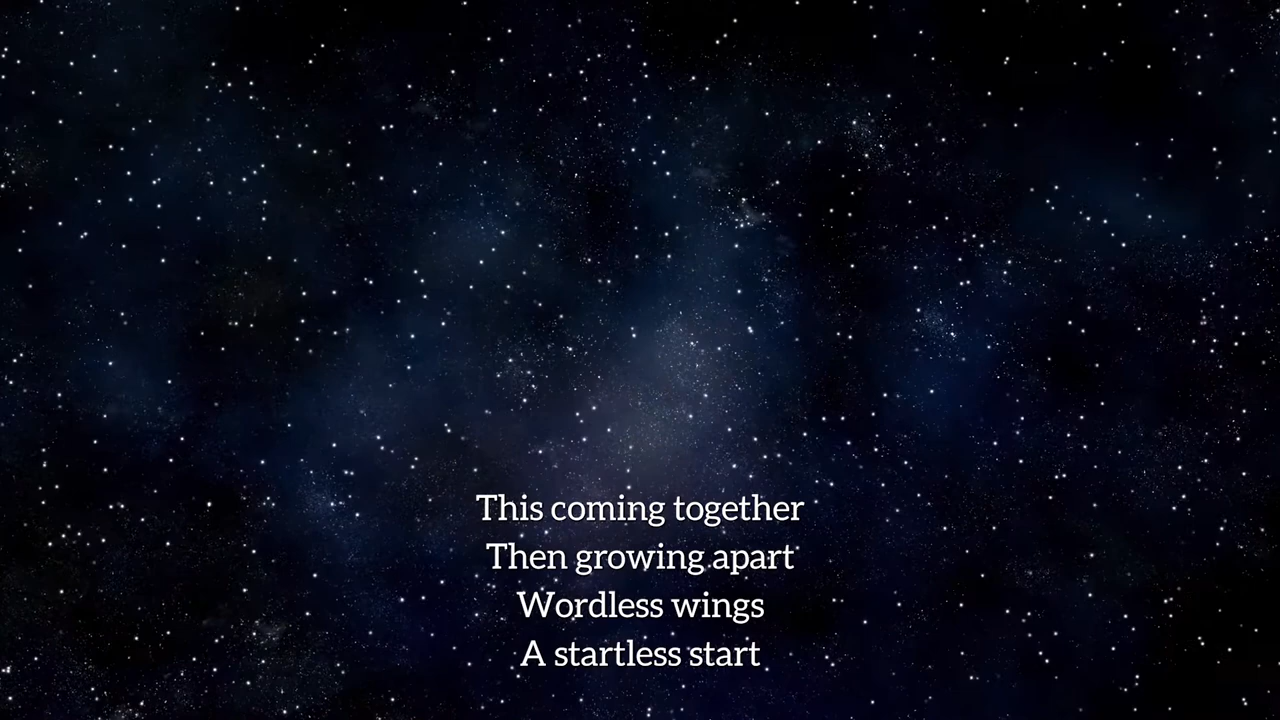 This coming together
Then growing apart
Wordless wings
A startless start